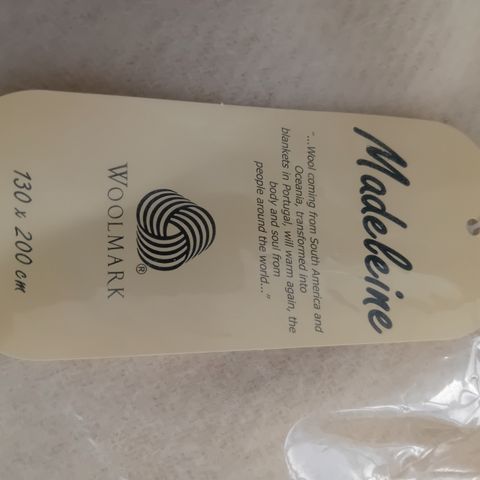 Madeleine
"...Wool coming from South America and
Oceania, transformed into
blankets in Portugal, will warm again, the
body and soul from
people around the world..."
®
WOOLMARK
130 x 200 cm